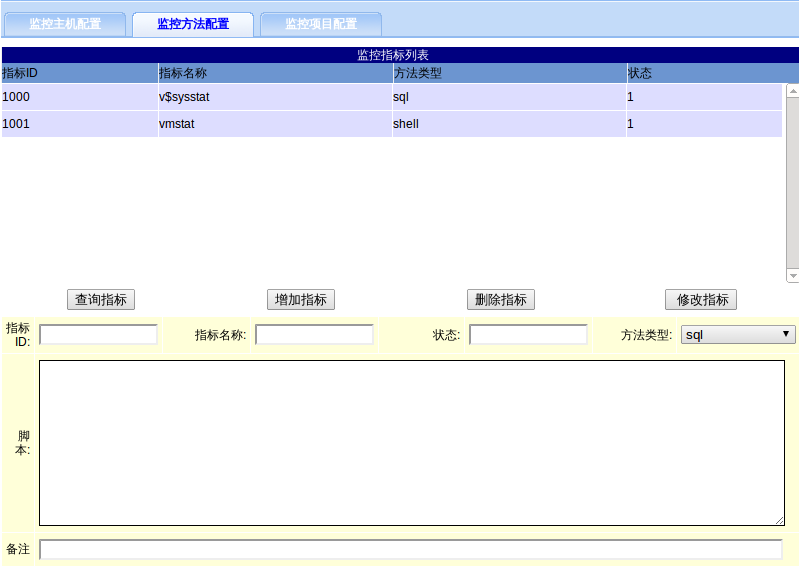 监控主机配置 监控方法配置 监控项目配置
监控指标列表
指标ID 指标名称 方法类型 状态
1000 v$sysstat sql 1
1001 vmstat shell 1
查询指标 增加指标 删除指标 修改指标
指标
ID: 指标名称: 状态: 方法类型: sql
脚
本:
备注